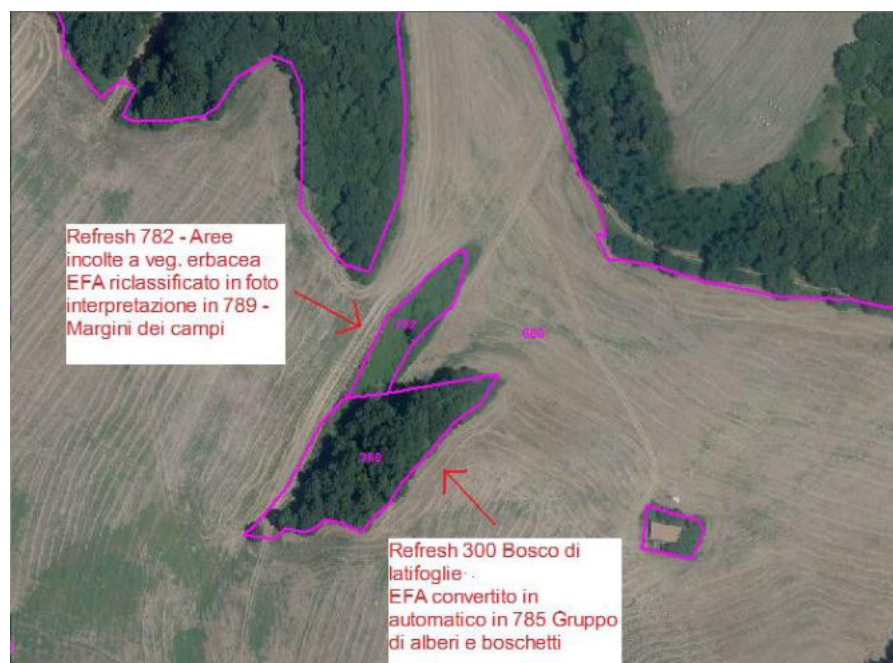 Refresh 782 - Aree
incolte a veg. erbacea
EFA riclassificato in foto
interpretazione in 789 -
Margini dei campi
782
666
300
Refresh 300 Bosco di
latifoglie
EFA convertito in
automatico in 785 Gruppo
di alberi e boschetti